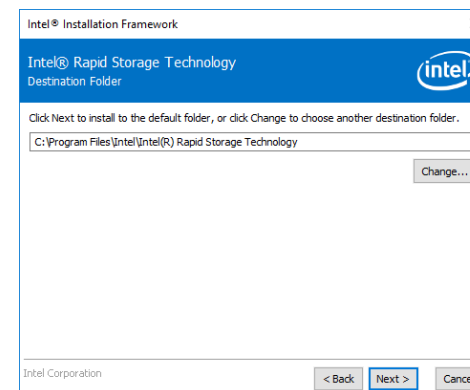 Intel® Installation Framework
Intel® Rapid Storage Technology
Destination Folder
intel
Click Next to install to the default folder, or click Change to choose another destination folder.
C:\Program Files\Intel\Intel(R) Rapid Storage Technology
Change...
Intel Corporation
< Back
Next >
Cance